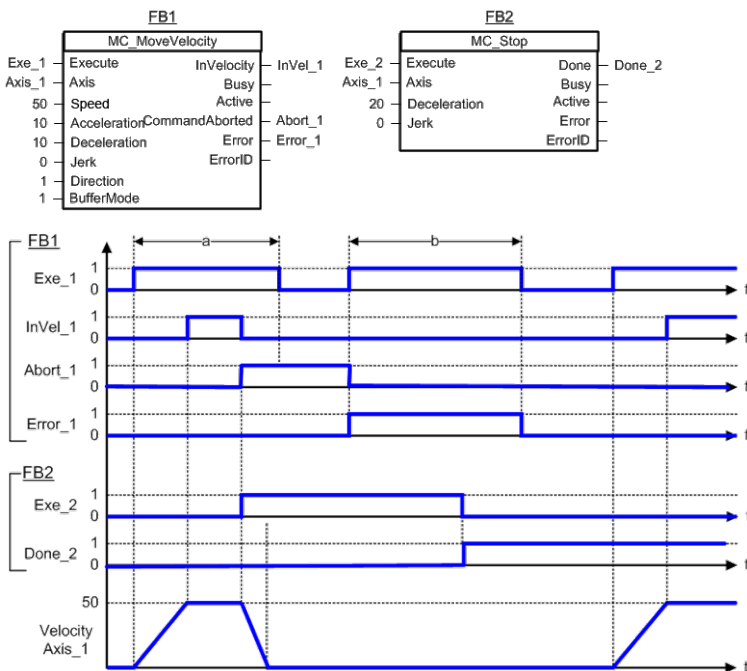 FB1
MC_MoveVelocity
Exe_1 Execute InVelocity InVel_1
Axis_1 Axis Busy
50 Speed Active
10 Acceleration CommandAborted Abort_1
10 Deceleration Error Error_1
0 Jerk ErrorID
1 Direction
1 BufferMode
FB2
MC_Stop
Exe_2 Execute Done Done_2
Axis_1 Axis Busy
20 Deceleration Active
0 Jerk Error
ErrorID
FB1
a b
Exe_1 1
0 t
InVel_1 1
0 t
Abort_1 1
0 t
Error_1 1
0 t
FB2
Exe_2 1
0 t
Done_2 1
0 t
50
Velocity
Axis_1 t